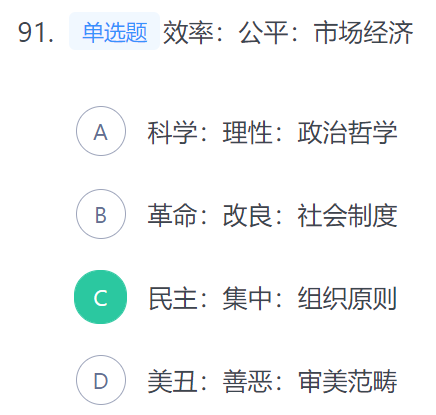 91. 单选题 效率：公平：市场经济
A 科学：理性：政治哲学
B 革命：改良：社会制度
C 民主：集中：组织原则
D 美丑：善恶：审美范畴